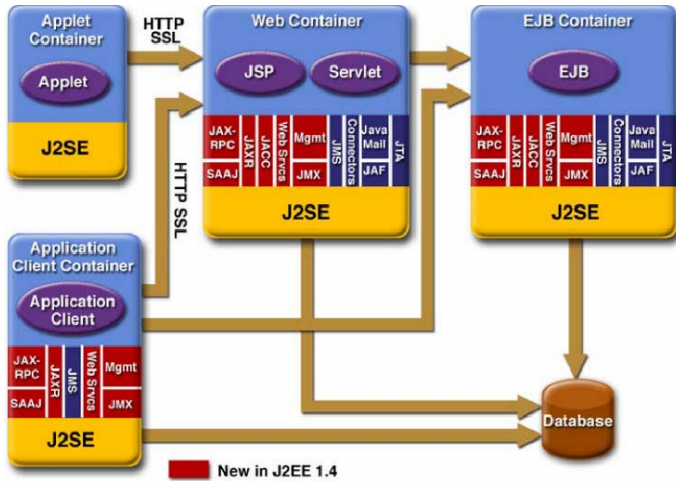 Applet
Container
Applet
J2SE
HTTP
SSL
Web Container
JSP
Servlet
JAX-
RPC
SAAJ
JAXR
JACC
Web Srvcs
Mgmt
JMX
JMS
Connectors
Java
Mail
JAF
JTA
J2SE
EJB Container
EJB
JAX-
RPC
SAAJ
JAXR
JACC
Web Srvcs
Mgmt
JMX
JMS
Connectors
Java
Mail
JAF
JTA
J2SE
HTTP SSL
Application
Client Container
Application
Client
JAX-
RPC
SAAJ
JAXR
JMS
Web Srvcs
Mgmt
JMX
J2SE
Database
New in J2EE 1.4